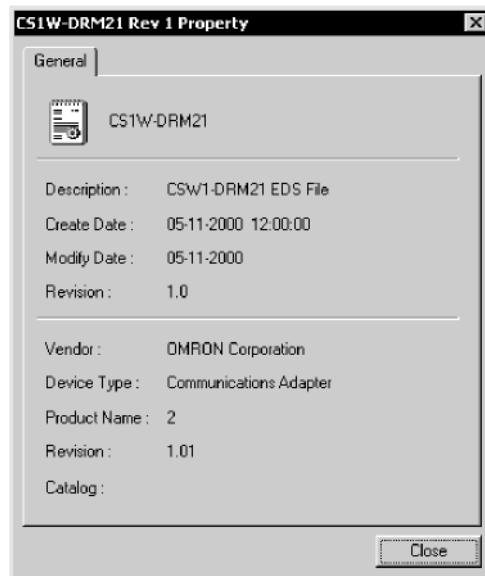 CS1W-DRM21 Rev 1 Property
General
CS1W-DRM21
Description : CSW1-DRM21 EDS File
Create Date : 05-11-2000 12:00:00
Modify Date : 05-11-2000
Revision : 1.0
Vendor : OMRON Corporation
Device Type : Communications Adapter
Product Name : 2
Revision : 1.01
Catalog :
Close